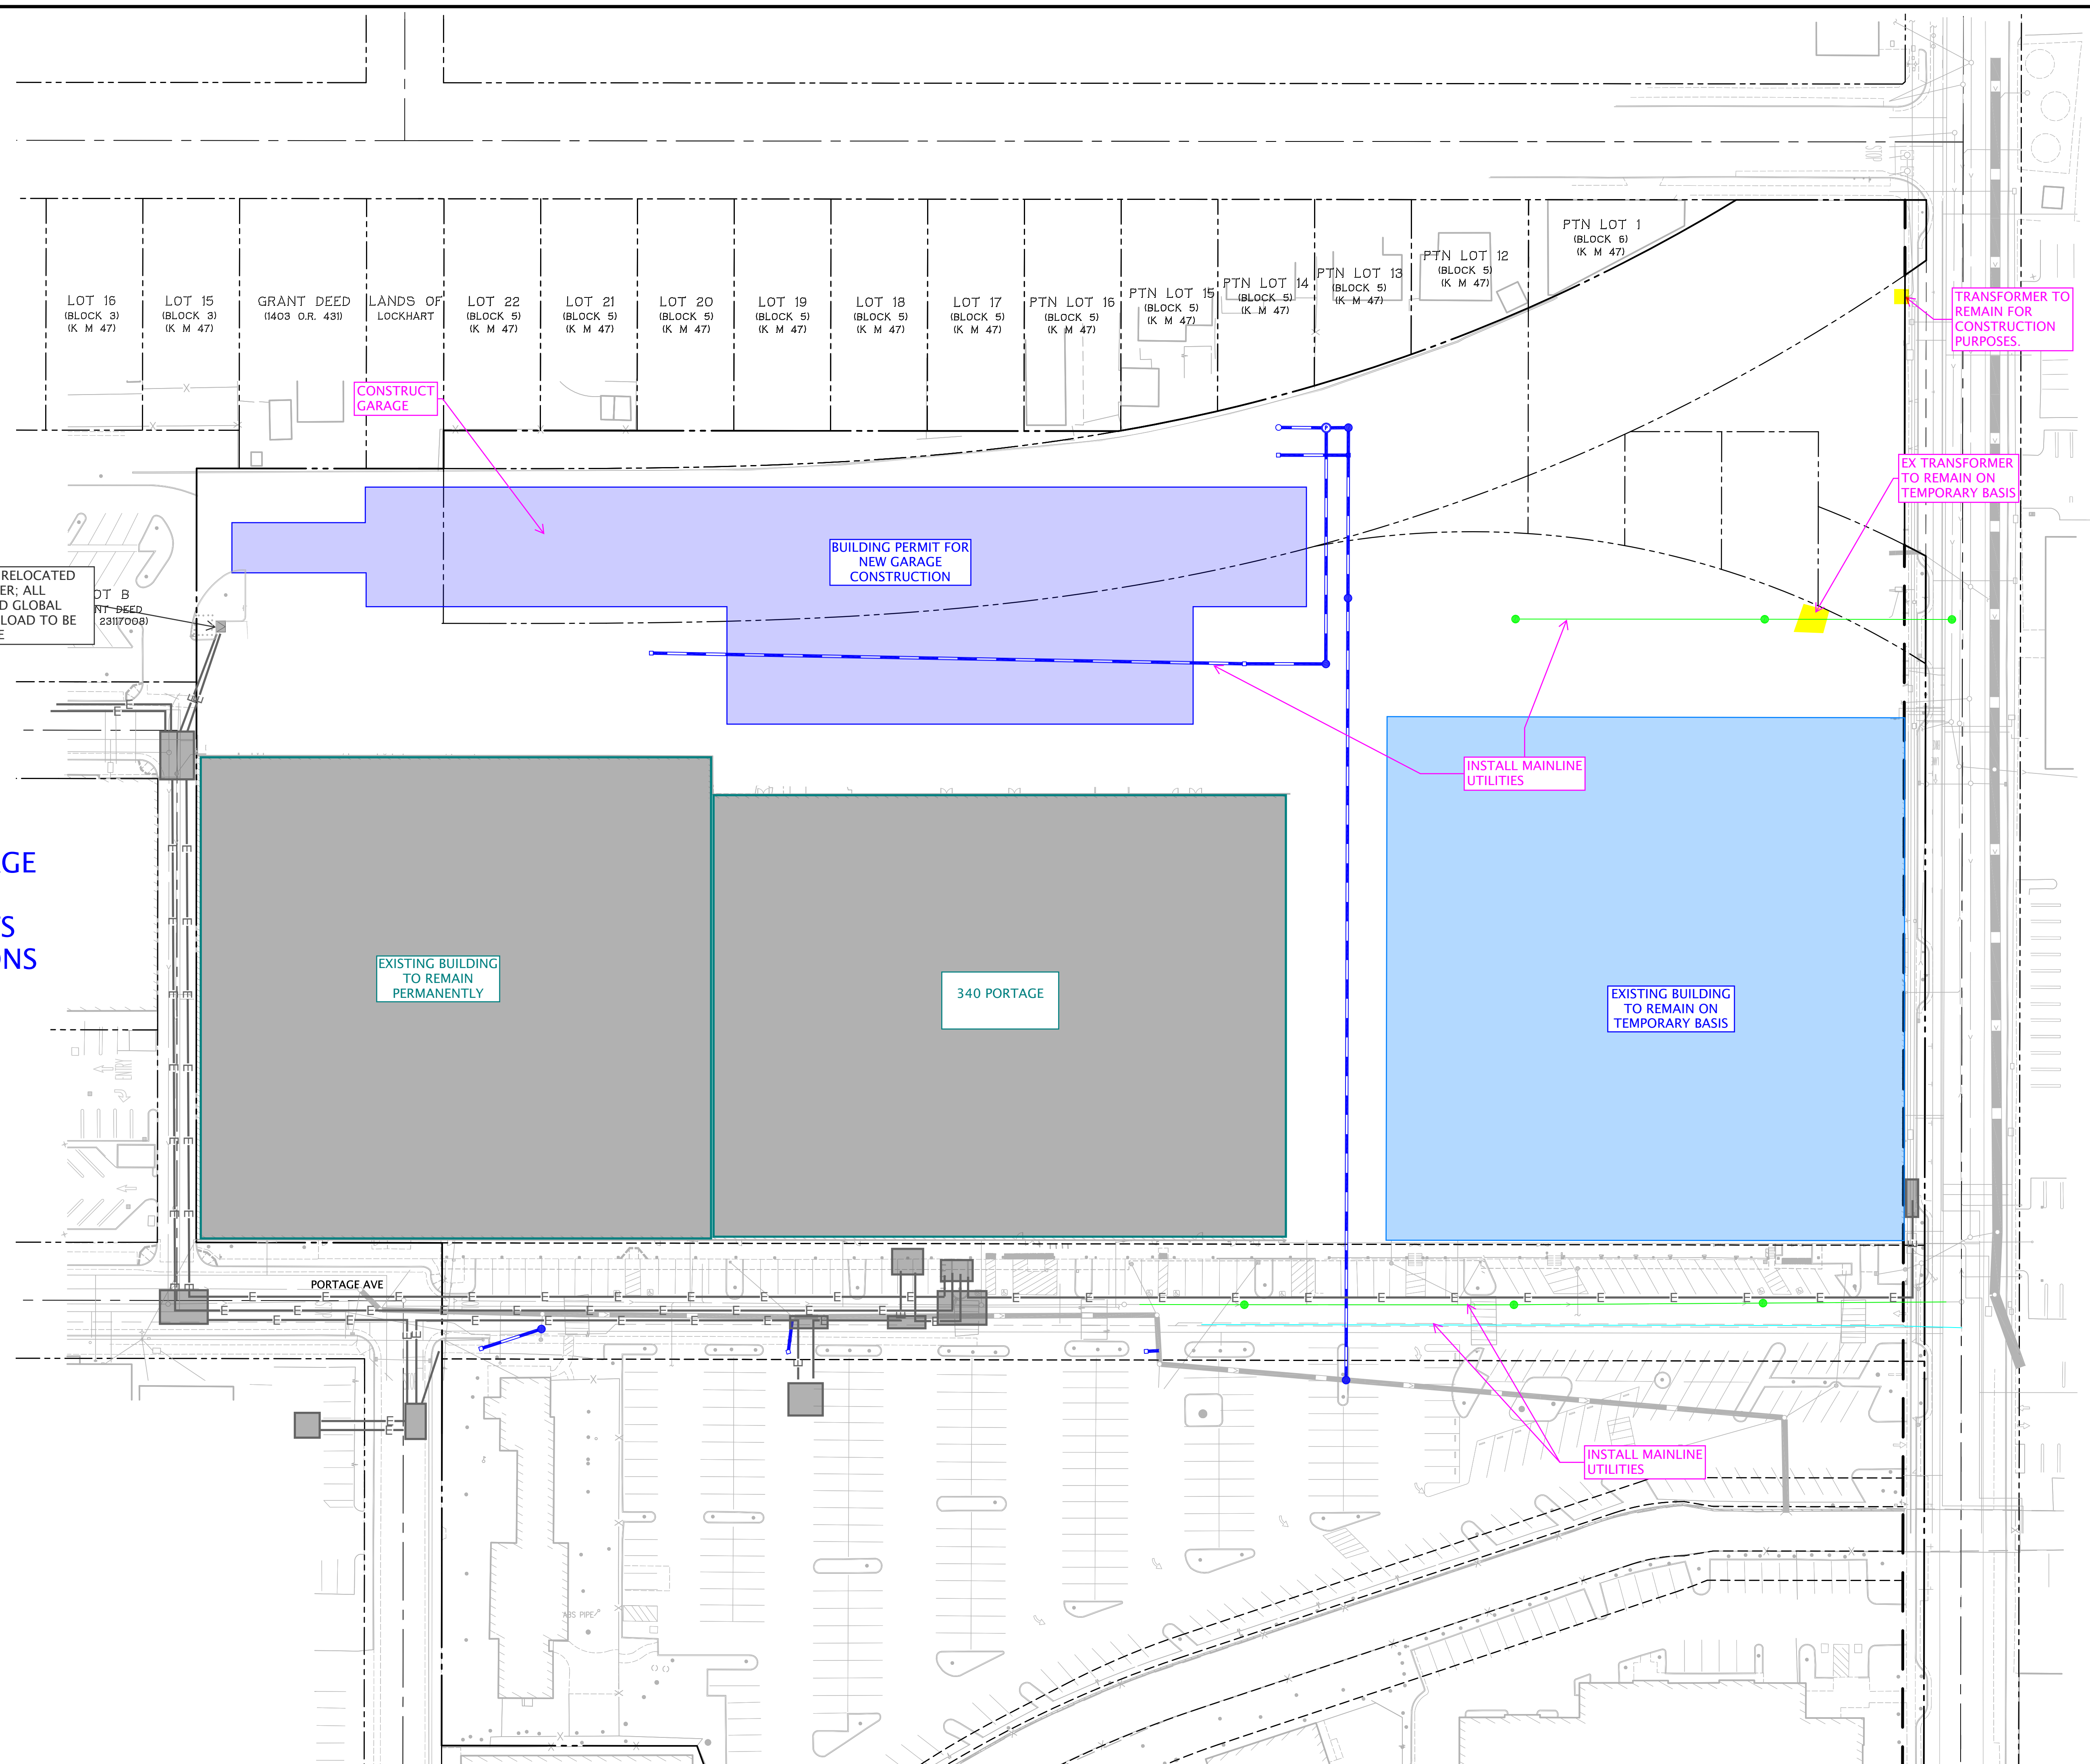 LOT 16
(BLOCK 3)
(K M 47)
LOT 15
(BLOCK 3)
(K M 47)
GRANT DEED
(1403 O.R. 431)
LANDS OF
LOCKHART
LOT 22
(BLOCK 5)
(K M 47)
LOT 21
(BLOCK 5)
(K M 47)
LOT 20
(BLOCK 5)
(K M 47)
LOT 19
(BLOCK 5)
(K M 47)
LOT 18
(BLOCK 5)
(K M 47)
LOT 17
(BLOCK 5)
(K M 47)
PTN LOT 16
(BLOCK 5)
(K M 47)
PTN LOT 15
(BLOCK 5)
(K M 47)
PTN LOT 14
(BLOCK 5)
(K M 47)
PTN LOT 13
(BLOCK 5)
(K M 47)
PTN LOT 12
(BLOCK 5)
(K M 47)
PTN LOT 1
(BLOCK 6)
(K M 47)
TRANSFORMER TO
REMAIN FOR
CONSTRUCTION
PURPOSES.
CONSTRUCT
GARAGE
EX TRANSFORMER
TO REMAIN ON
TEMPORARY BASIS
BUILDING PERMIT FOR
NEW GARAGE
CONSTRUCTION
RELOCATED
ER; ALL
D GLOBAL
LOAD TO BE
E
OT B
NT DEED
23117008)
INSTALL MAINLINE
UTILITIES
GE
S
ONS
EXISTING BUILDING
TO REMAIN
PERMANENTLY
340 PORTAGE
EXISTING BUILDING
TO REMAIN ON
TEMPORARY BASIS
PORTAGE AVE
INSTALL MAINLINE
UTILITIES
ABS PIPE